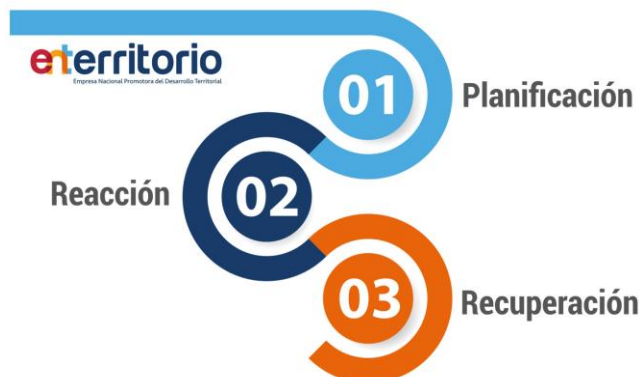 enterritorio
Empresa Nacional Promotora del Desarrollo Territorial
01
Planificación
Reacción
02
03
Recuperación